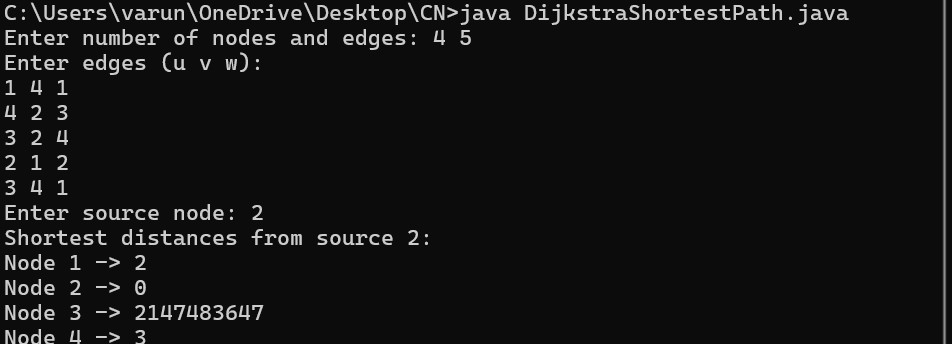 C:\Users\varun\OneDrive\Desktop\CN>java DijkstraShortestPath.java
Enter number of nodes and edges: 4 5
Enter edges (u v w):
1 4 1
4 2 3
3 2 4
2 1 2
3 4 1
Enter source node: 2
Shortest distances from source 2:
Node 1 -> 2
Node 2 -> 0
Node 3 -> 2147483647
Node 4 -> 3